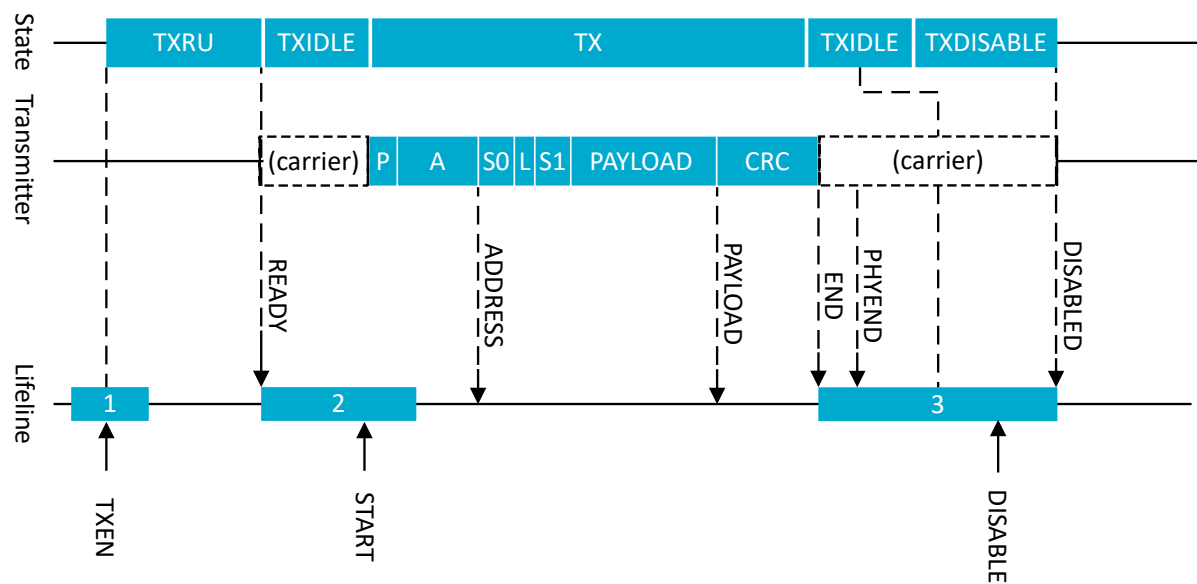 State
TXRU TXIDLE TX TXIDLE TXDISABLE
Transmitter
(carrier) P A S0 L S1 PAYLOAD CRC (carrier)
READY ADDRESS PAYLOAD END PHYEND DISABLED
Lifeline
1 2 3
TXEN START DISABLE